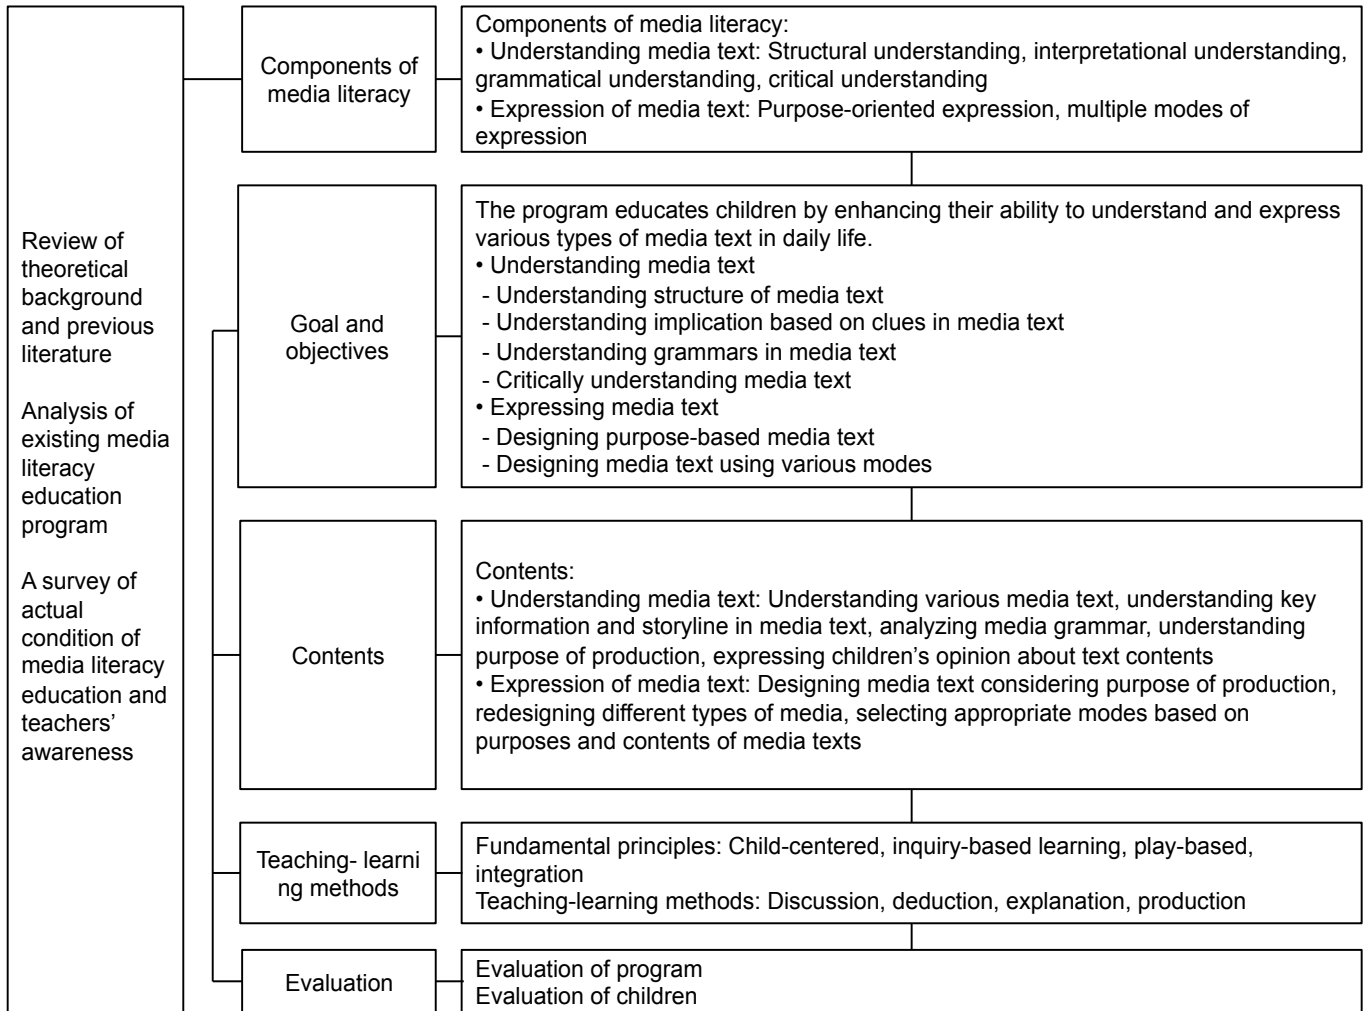 Review of
theoretical
background
and previous
literature
Analysis of
existing media
literacy
education
program
A survey of
actual
condition of
media literacy
education and
teachers’
awareness
Components of
media literacy
Components of media literacy:
• Understanding media text: Structural understanding, interpretational understanding,
grammatical understanding, critical understanding
• Expression of media text: Purpose-oriented expression, multiple modes of
expression
Goal and
objectives
The program educates children by enhancing their ability to understand and express
various types of media text in daily life.
• Understanding media text
- Understanding structure of media text
- Understanding implication based on clues in media text
- Understanding grammars in media text
- Critically understanding media text
• Expressing media text
- Designing purpose-based media text
- Designing media text using various modes
Contents
Contents:
• Understanding media text: Understanding various media text, understanding key
information and storyline in media text, analyzing media grammar, understanding
purpose of production, expressing children’s opinion about text contents
• Expression of media text: Designing media text considering purpose of production,
redesigning different types of media, selecting appropriate modes based on
purposes and contents of media texts
Teaching- learni
ng methods
Fundamental principles: Child-centered, inquiry-based learning, play-based,
integration
Teaching-learning methods: Discussion, deduction, explanation, production
Evaluation
Evaluation of program
Evaluation of children